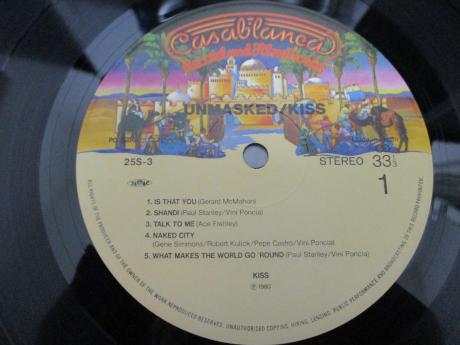 Casablanca
Record and FilmWorks
UNMASKED/KISS
25S-3
STEREO 33 1/3
1
1. IS THAT YOU (Gerard McMahon)
2. SHANDI (Paul Stanley/Vini Poncia)
3. TALK TO ME (Ace Frehley)
4. NAKED CITY
(Gene Simmons/Robert Kulick/Pepe Castro/Vini Poncia)
5. WHAT MAKES THE WORLD GO 'ROUND (Paul Stanley/Vini Poncia)
KISS
℗ 1980
ALL RIGHTS OF THE PRODUCER AND OF THE OWNER OF THE WORK REPRODUCED RESERVED. UNAUTHORISED COPYING, HIRING, LENDING, PUBLIC PERFORMANCE AND BROADCASTING OF THIS RECORD PROHIBITED.